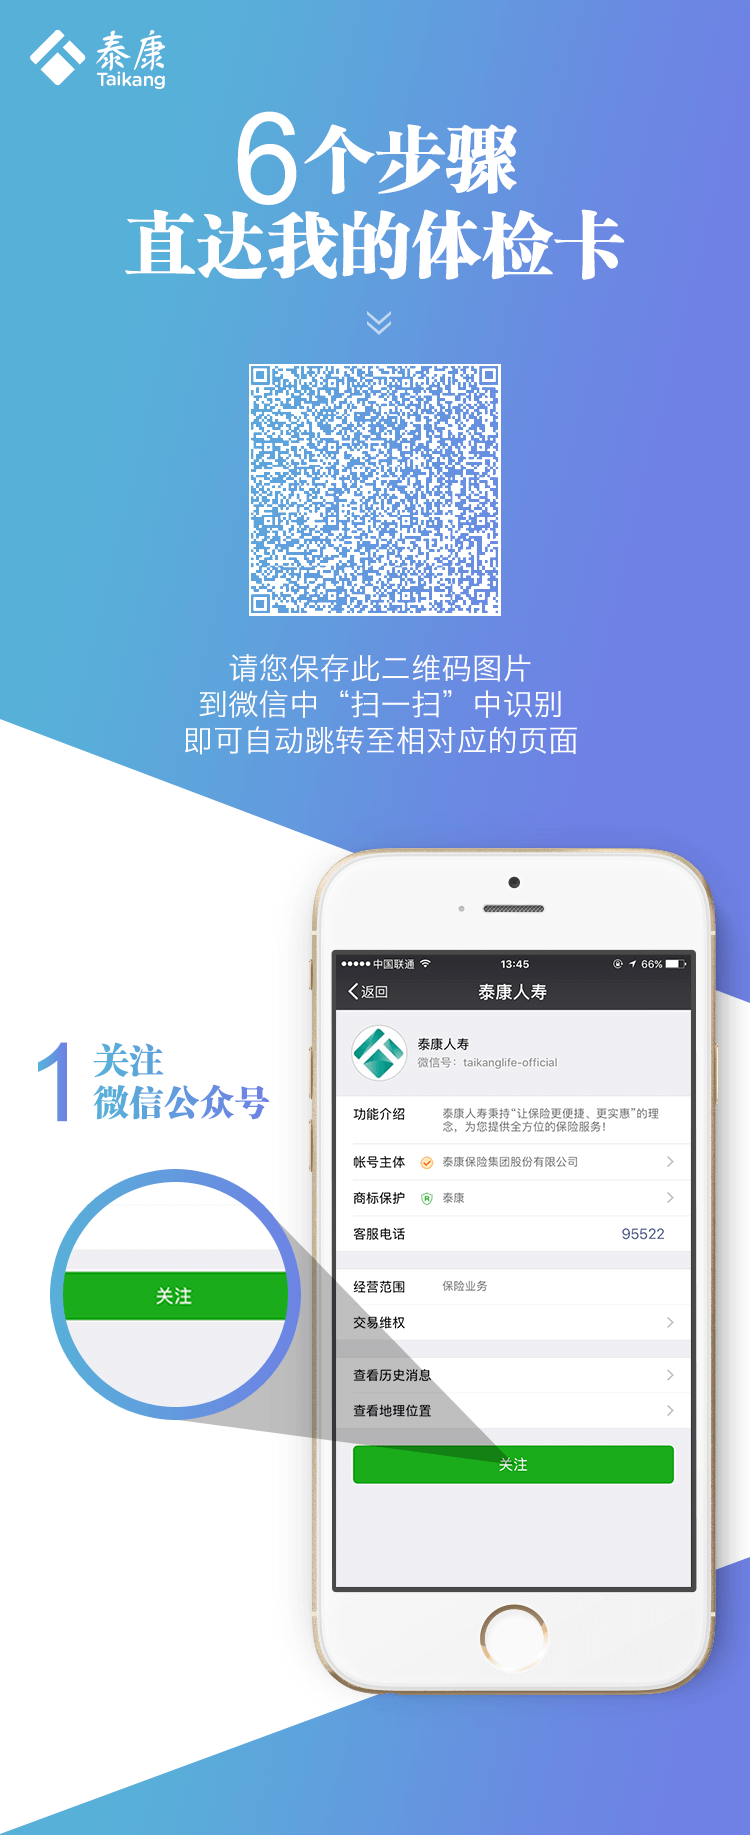 泰康
Taikang
6个步骤
直达我的体检卡
请您保存此二维码图片
到微信中“扫一扫”中识别
即可自动跳转至相对应的页面
中国联通 13:45 66%
返回 泰康人寿
泰康人寿
微信号：taikanglife-official
功能介绍 泰康人寿秉持“让保险更便捷、更实惠”的理
念，为您提供全方位的保险服务！
帐号主体 泰康保险集团股份有限公司
商标保护 R 泰康
客服电话 95522
经营范围 保险业务
交易维权
查看历史消息
查看地理位置
关注
1 关注
微信公众号
关注